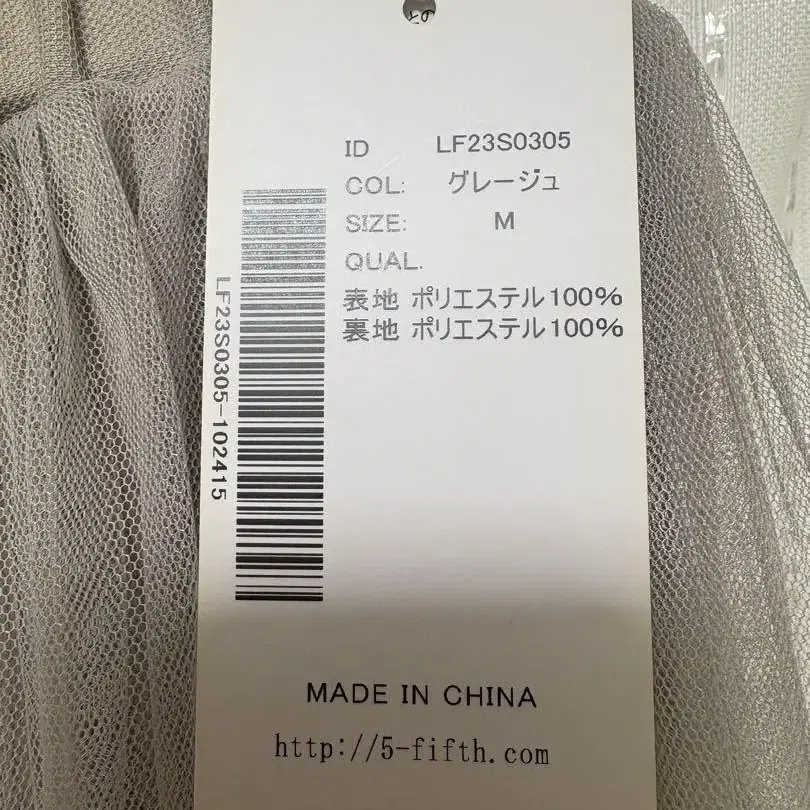 との
ID LF23S0305
COL: グレージュ
SIZE: M
QUAL.
表地 ポリエステル100%
裏地 ポリエステル100%
LF23S0305-102415
MADE IN CHINA
http://5-fifth.com